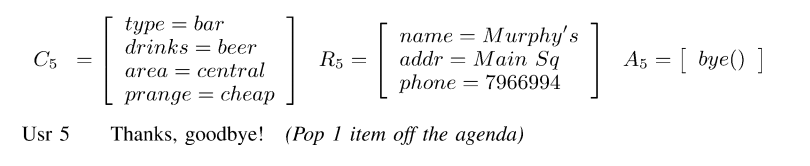 C5 = [ type = bar
drinks = beer
area = central
prange = cheap ] R5 = [ name = Murphy's
addr = Main Sq
phone = 7966994 ] A5 = [ bye() ]
Usr 5 Thanks, goodbye! (Pop 1 item off the agenda)